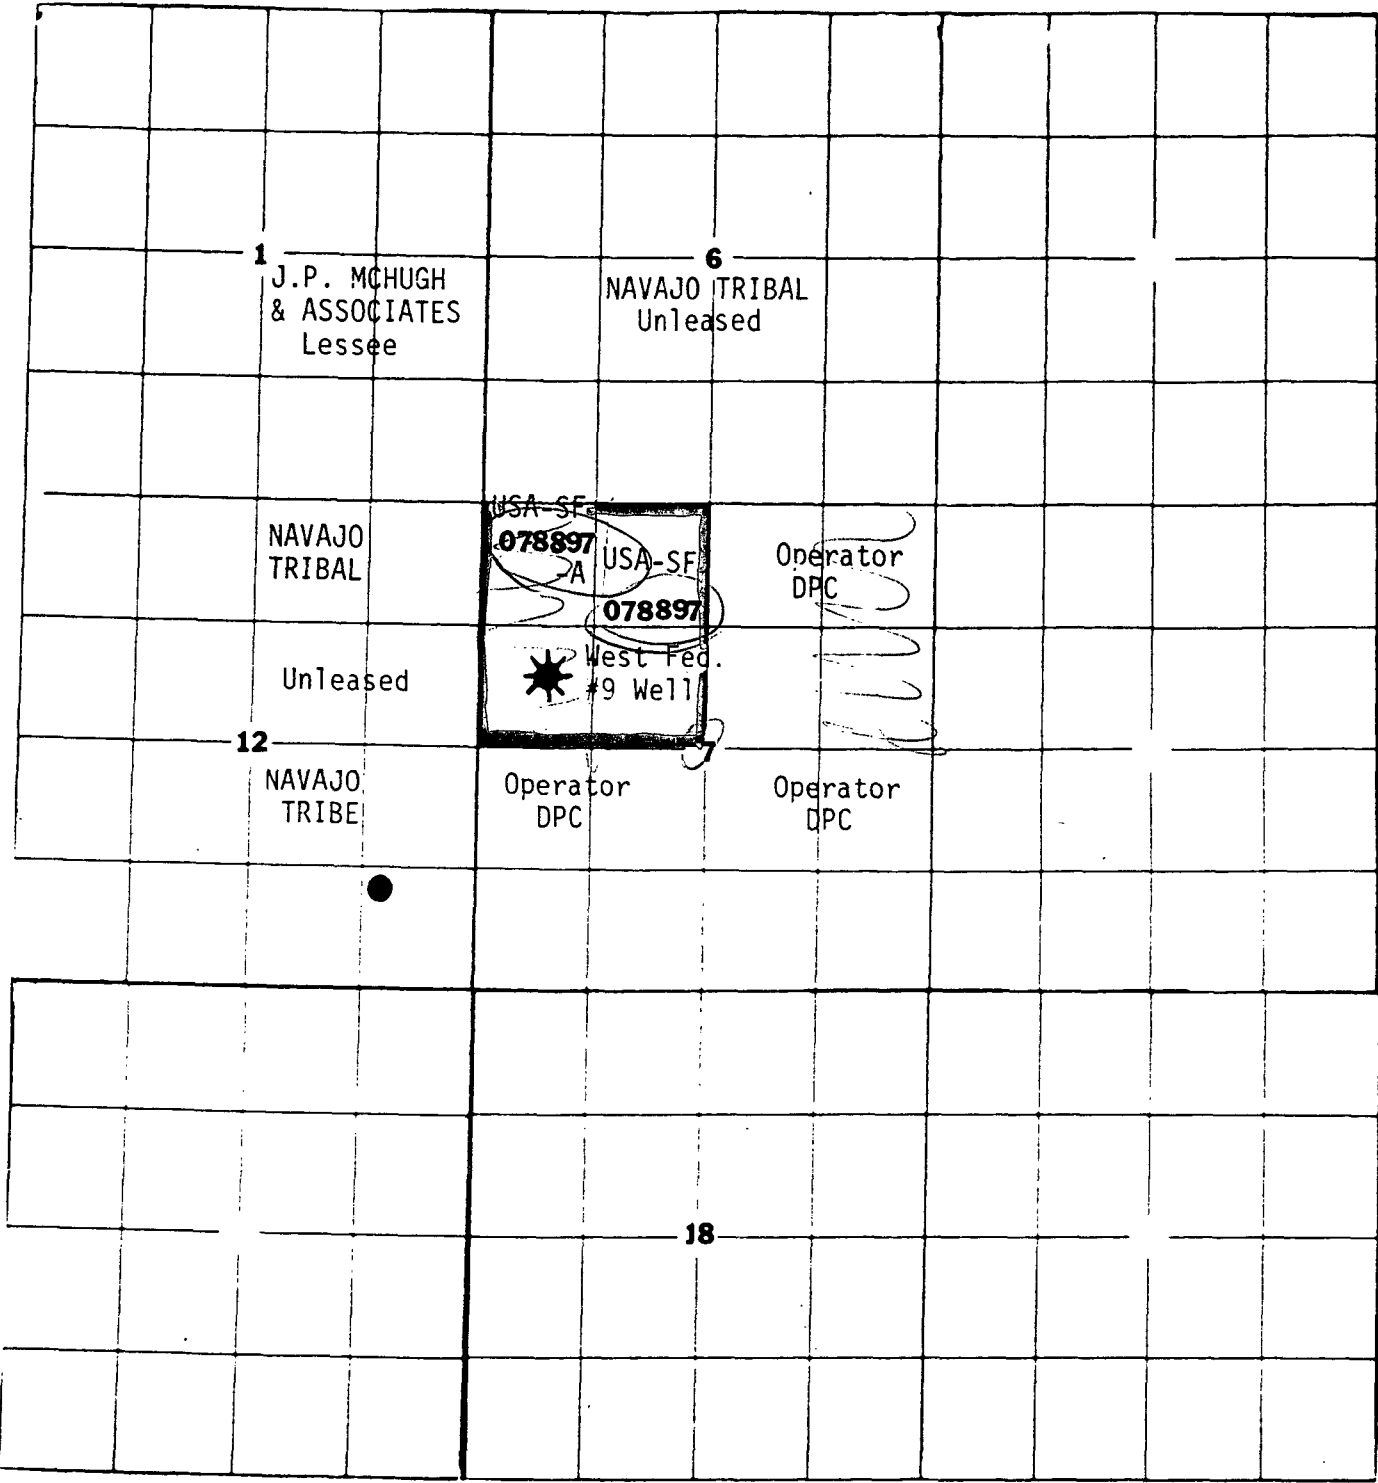 1
J.P. MCHUGH
& ASSOCIATES
Lessee
6
NAVAJO TRIBAL
Unleased
NAVAJO
TRIBAL
Unleased
USA-SF
078897
-A
USA-SF
078897
West Fed.
#9 Well
Operator
DPC
12
7
NAVAJO
TRIBE
Operator
DPC
Operator
DPC
18